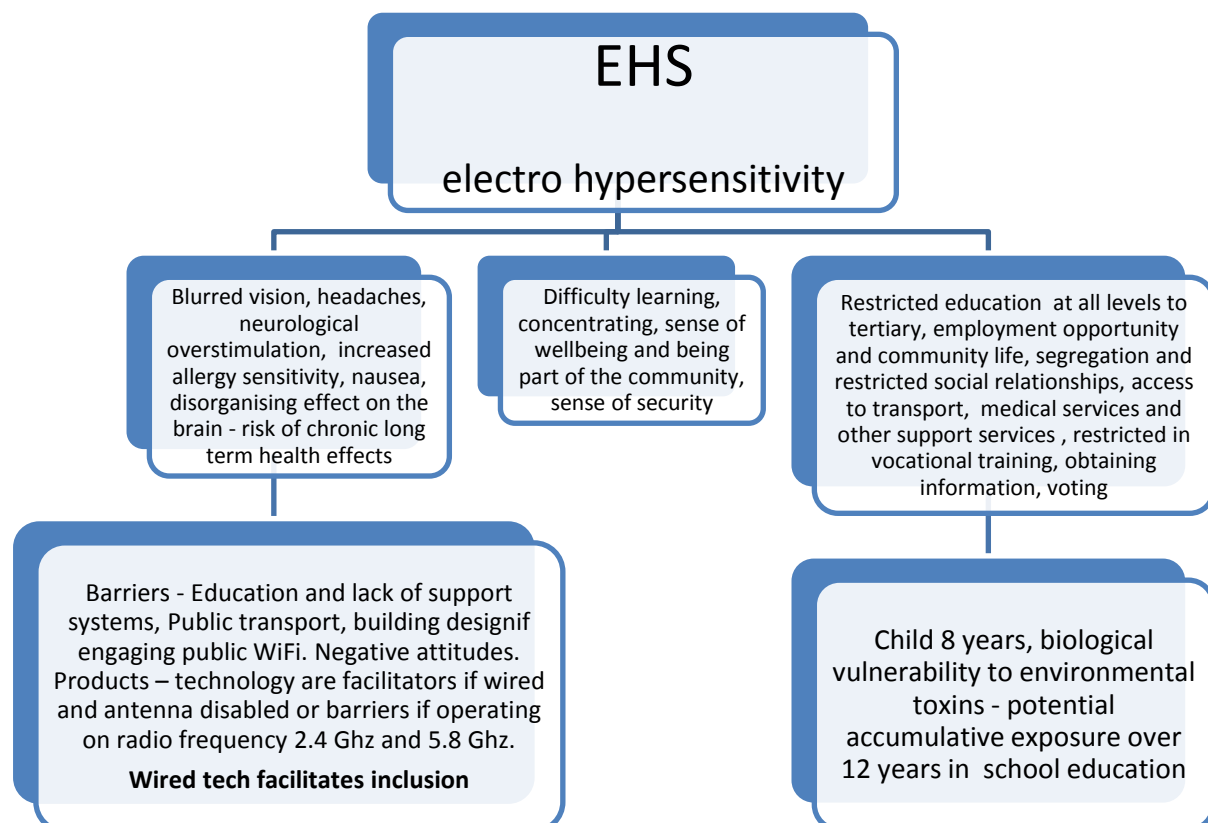 EHS
electro hypersensitivity
Blurred vision, headaches,
neurological
overstimulation, increased
allergy sensitivity, nausea,
disorganising effect on the
brain - risk of chronic long
term health effects
Difficulty learning,
concentrating, sense of
wellbeing and being
part of the community,
sense of security
Restricted education at all levels to
tertiary, employment opportunity
and community life, segregation and
restricted social relationships, access
to transport, medical services and
other support services , restricted in
vocational training, obtaining
information, voting
Barriers - Education and lack of support
systems, Public transport, building designif
engaging public WiFi. Negative attitudes.
Products – technology are facilitators if wired
and antenna disabled or barriers if operating
on radio frequency 2.4 Ghz and 5.8 Ghz.
Wired tech facilitates inclusion
Child 8 years, biological
vulnerability to environmental
toxins - potential
accumulative exposure over
12 years in school education